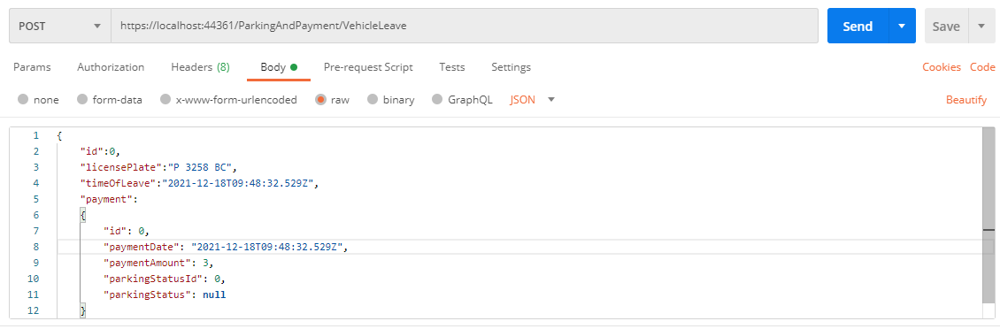 POST https://localhost:44361/ParkingAndPayment/VehicleLeave Send Save
Params Authorization Headers (8) Body Pre-request Script Tests Settings Cookies Code
none form-data x-www-form-urlencoded raw binary GraphQL JSON Beautify
1 {
2 "id":0,
3 "licensePlate":"P 3258 BC",
4 "timeOfLeave":"2021-12-18T09:48:32.529Z",
5 "payment":
6 {
7 "id": 0,
8 "paymentDate": "2021-12-18T09:48:32.529Z",
9 "paymentAmount": 3,
10 "parkingStatusId": 0,
11 "parkingStatus": null
12 }